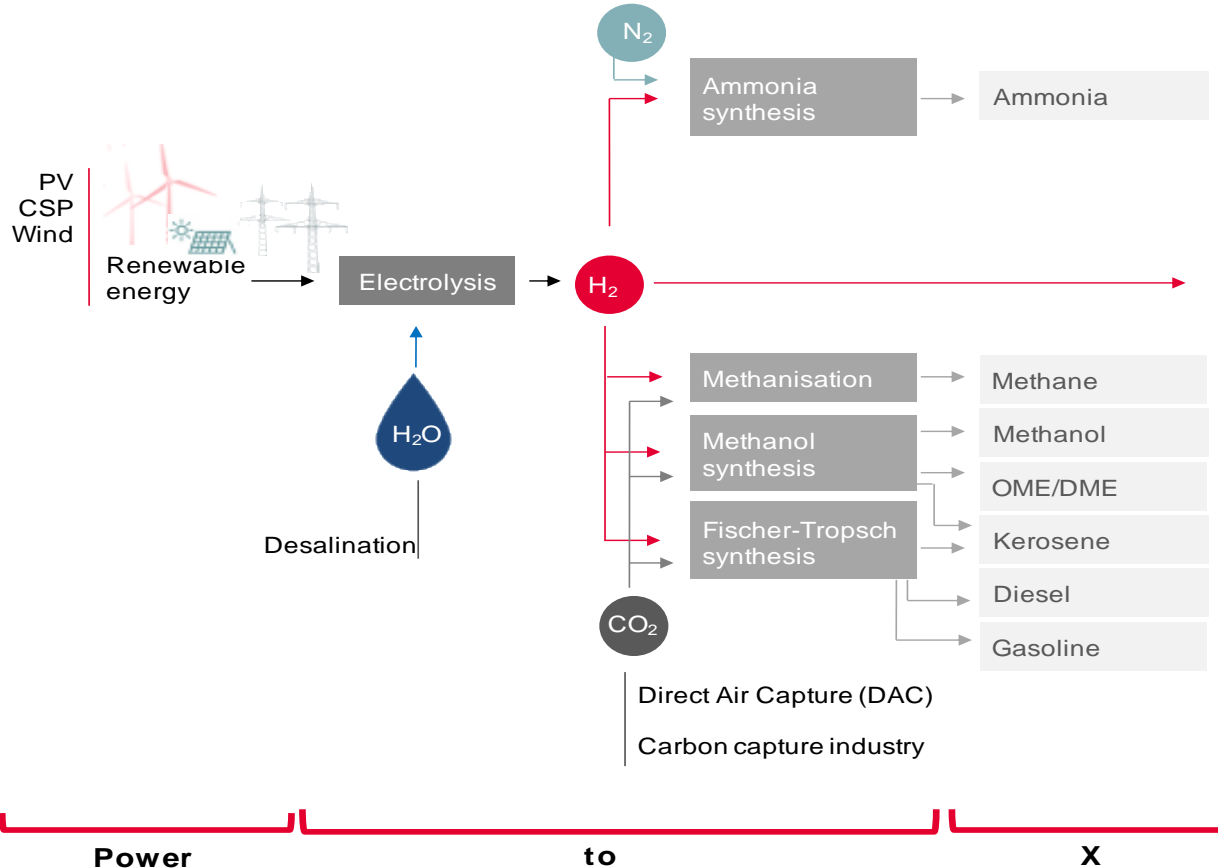 N₂
Ammonia
synthesis
Ammonia
PV
CSP
Wind
Renewable
energy
Electrolysis
H₂
H₂O
Desalination
Methanisation
Methane
Methanol
synthesis
Methanol
OME/DME
Fischer-Tropsch
synthesis
Kerosene
Diesel
Gasoline
CO₂
Direct Air Capture (DAC)
Carbon capture industry
Power
to
X